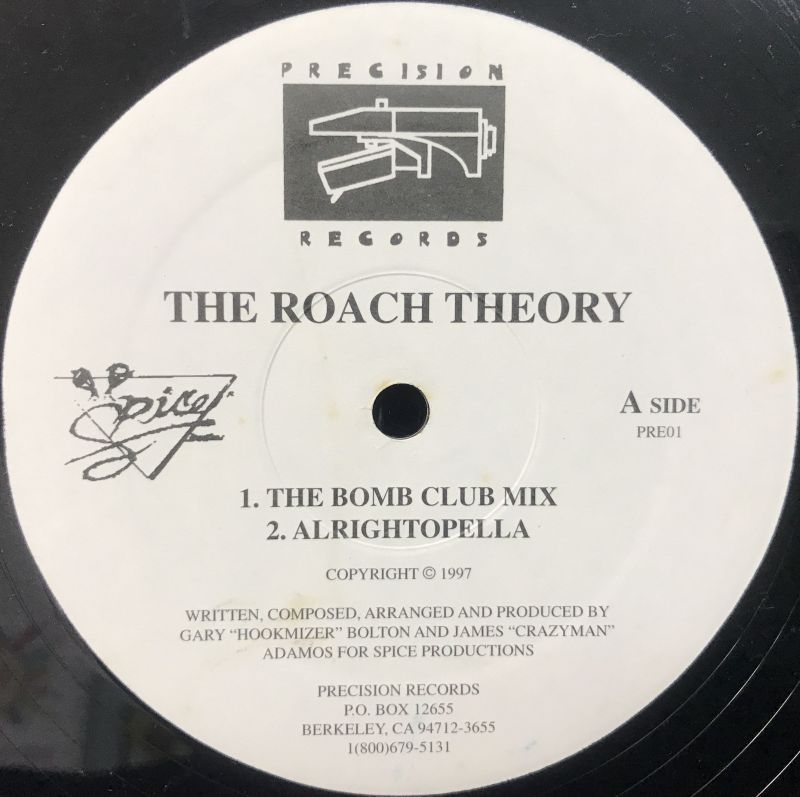 PRECISION
RECORDS
THE ROACH THEORY
Spice
A SIDE
PRE01
1. THE BOMB CLUB MIX
2. ALRIGHTOPELLA
COPYRIGHT © 1997
WRITTEN, COMPOSED, ARRANGED AND PRODUCED BY
GARY “HOOKMIZER” BOLTON AND JAMES “CRAZYMAN”
ADAMOS FOR SPICE PRODUCTIONS
PRECISION RECORDS
P.O. BOX 12655
BERKELEY, CA 94712-3655
1(800)679-5131